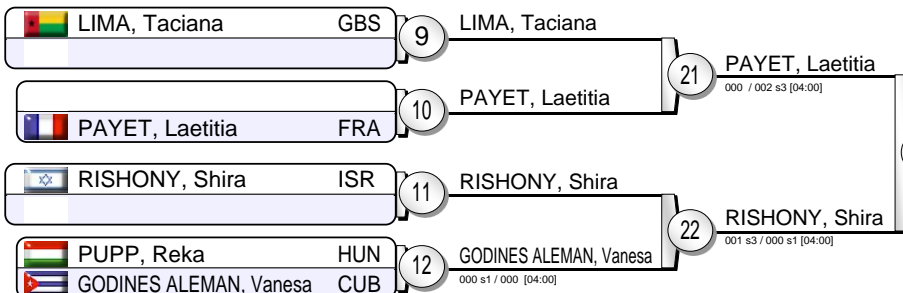 LIMA, Taciana GBS
9
LIMA, Taciana
21
PAYET, Laetitia
000 / 002 s3 [04:00]
10
PAYET, Laetitia
PAYET, Laetitia FRA
RISHONY, Shira ISR
11
RISHONY, Shira
22
RISHONY, Shira
001 s3 / 000 s1 [04:00]
PUPP, Reka HUN
12
GODINES ALEMAN, Vanesa
000 s1 / 000 [04:00]
GODINES ALEMAN, Vanesa CUB